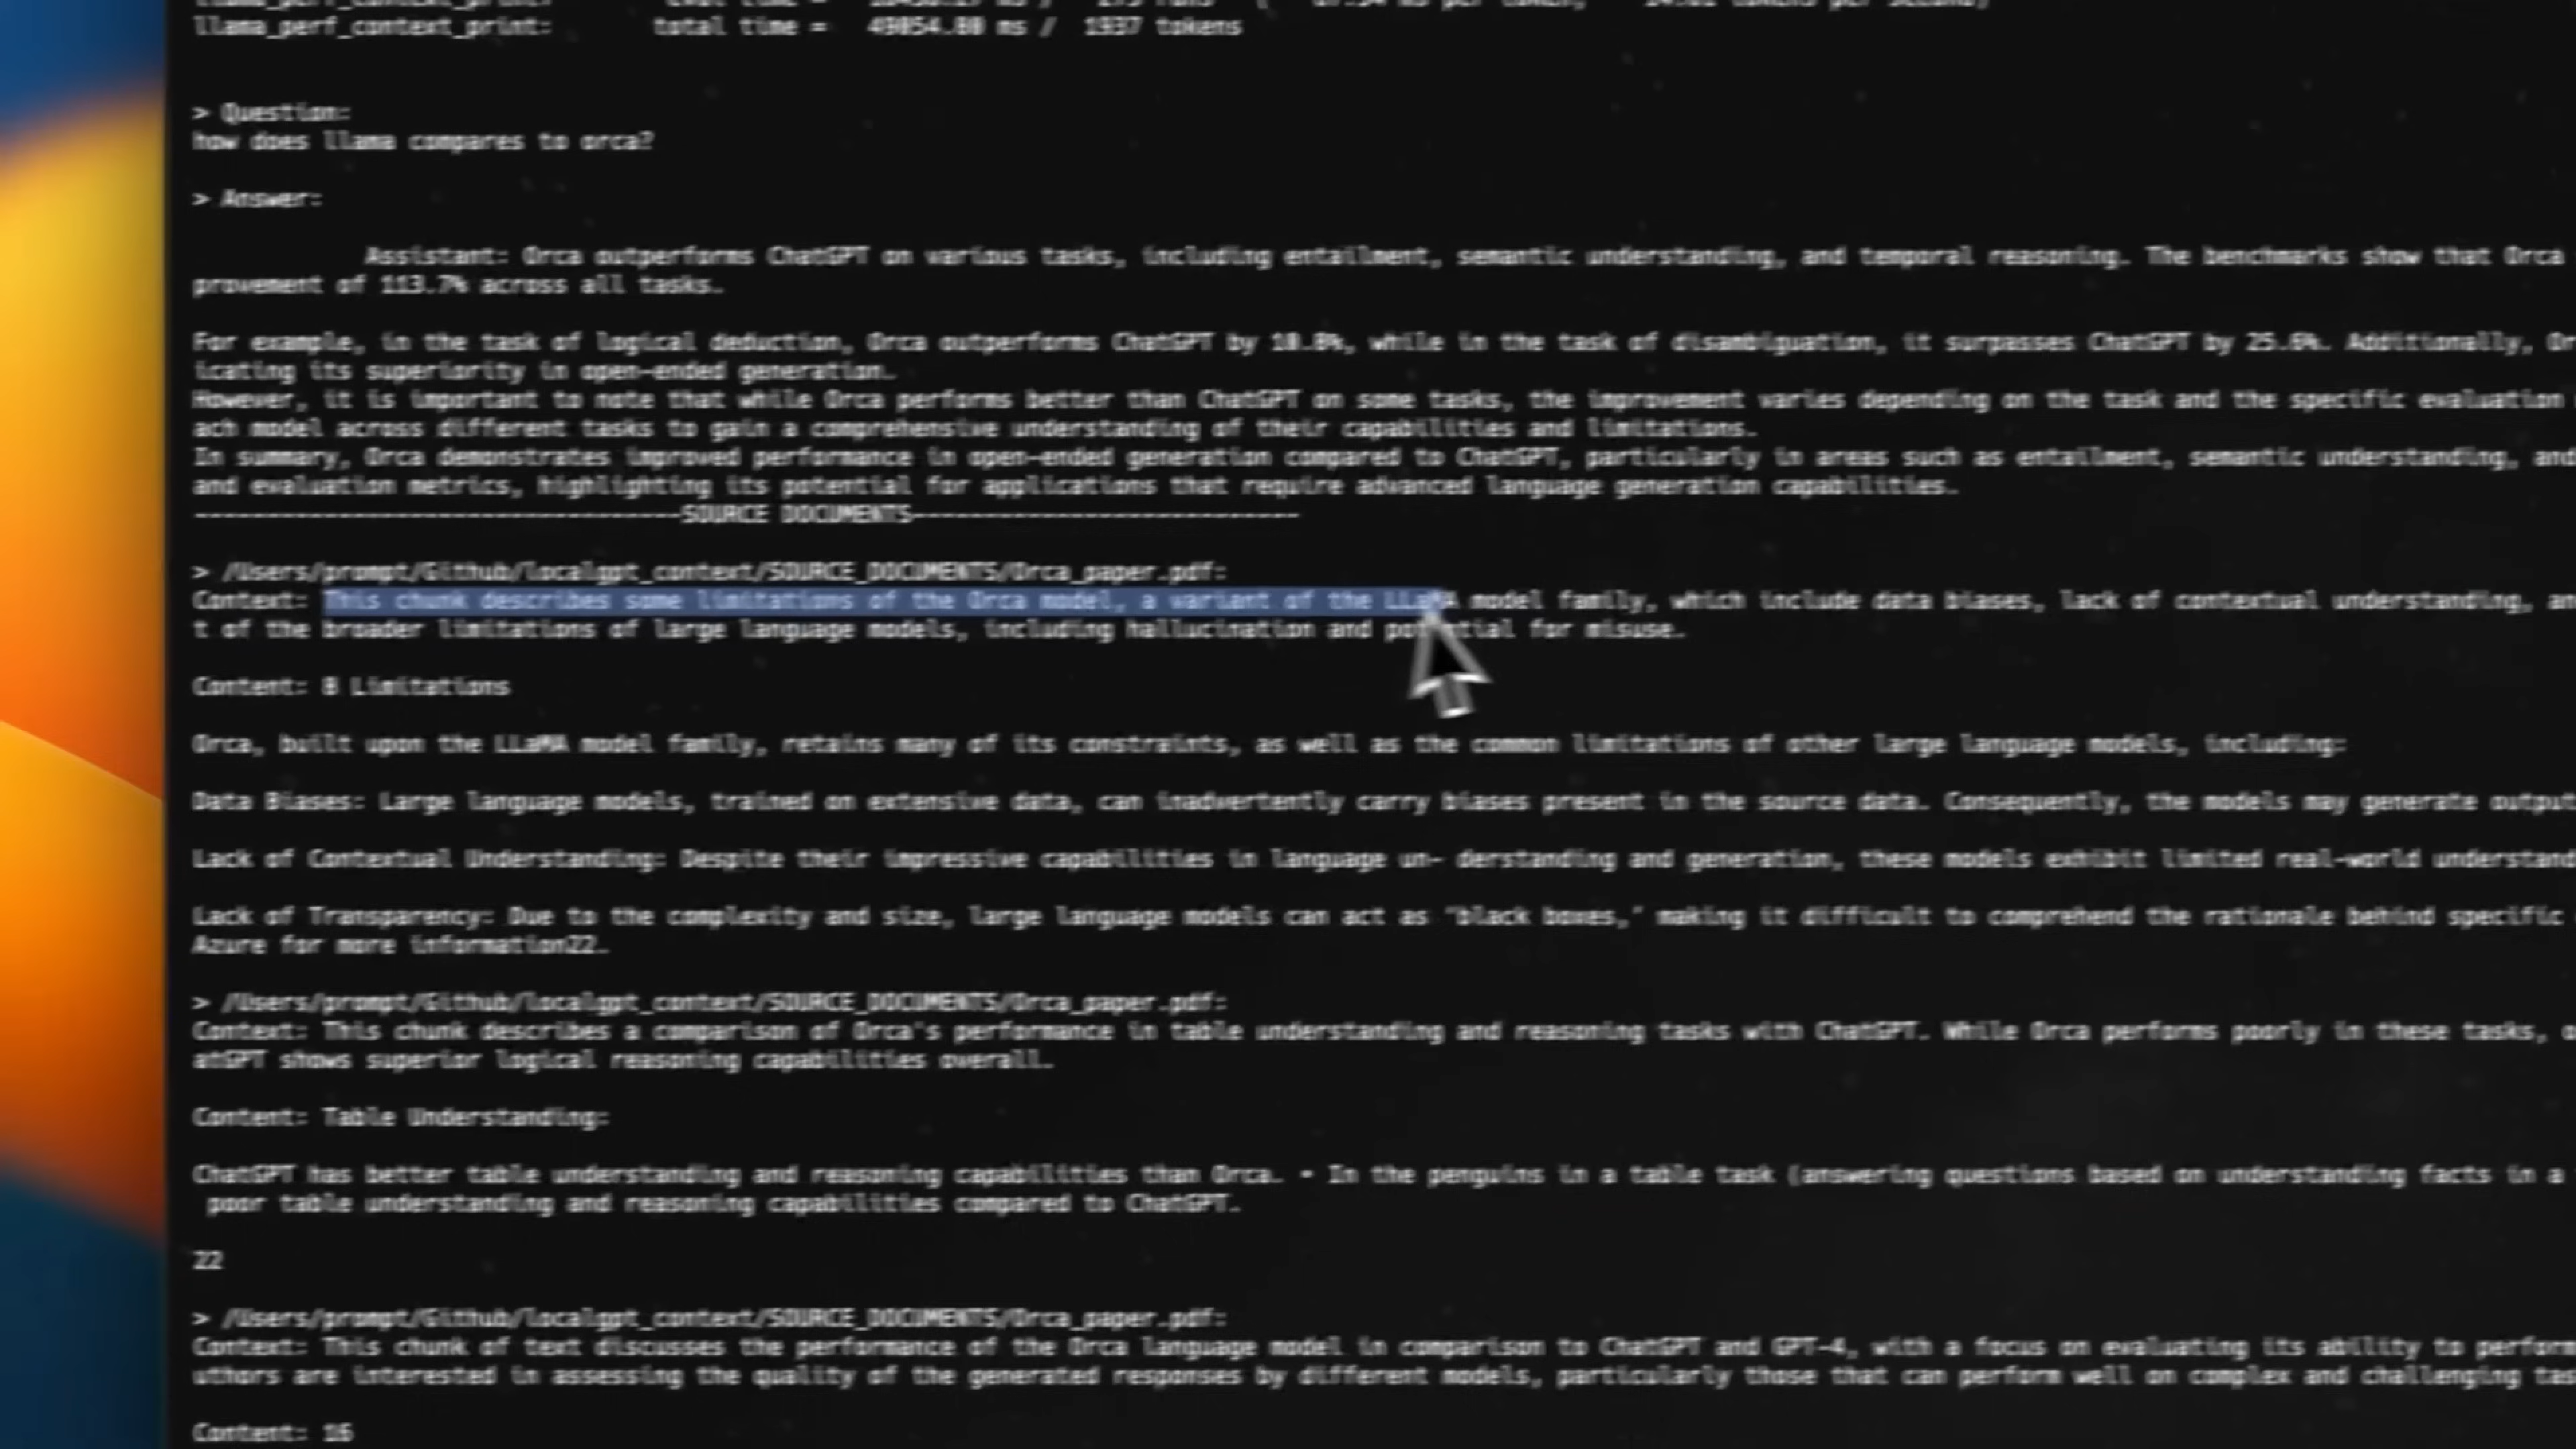 llama_perf_context_print: total time = 49054.80 ms / 1937 tokens
> Question:
how does llama compares to orca?
> Answer:
Assistant: Orca outperforms ChatGPT on various tasks, including entailment, semantic understanding, and temporal reasoning. The benchmarks show that Orca
provement of 113.7% across all tasks.
For example, in the task of logical deduction, Orca outperforms ChatGPT by 10.8%, while in the task of disambiguation, it surpasses ChatGPT by 25.6%. Additionally, Or
icating its superiority in open-ended generation.
However, it is important to note that while Orca performs better than ChatGPT on some tasks, the improvement varies depending on the task and the specific evaluation
ach model across different tasks to gain a comprehensive understanding of their capabilities and limitations.
In summary, Orca demonstrates improved performance in open-ended generation compared to ChatGPT, particularly in areas such as entailment, semantic understanding, and
and evaluation metrics, highlighting its potential for applications that require advanced language generation capabilities.
----------------------------------SOURCE DOCUMENTS---------------------------
> /Users/prompt/Github/localgpt_context/SOURCE_DOCUMENTS/Orca_paper.pdf:
Context: This chunk describes some limitations of the Orca model, a variant of the LLaMA model family, which include data biases, lack of contextual understanding, an
t of the broader limitations of large language models, including hallucination and potential for misuse.
Content: 8 Limitations
Orca, built upon the LLaMA model family, retains many of its constraints, as well as the common limitations of other large language models, including:
Data Biases: Large language models, trained on extensive data, can inadvertently carry biases present in the source data. Consequently, the models may generate output
Lack of Contextual Understanding: Despite their impressive capabilities in language un- derstanding and generation, these models exhibit limited real-world understand
Lack of Transparency: Due to the complexity and size, large language models can act as "black boxes," making it difficult to comprehend the rationale behind specific
Azure for more information22.
> /Users/prompt/Github/localgpt_context/SOURCE_DOCUMENTS/Orca_paper.pdf:
Context: This chunk describes a comparison of Orca's performance in table understanding and reasoning tasks with ChatGPT. While Orca performs poorly in these tasks,
atGPT shows superior logical reasoning capabilities overall.
Content: Table Understanding:
ChatGPT has better table understanding and reasoning capabilities than Orca. • In the penguins in a table task (answering questions based on understanding facts in a
poor table understanding and reasoning capabilities compared to ChatGPT.
22
> /Users/prompt/Github/localgpt_context/SOURCE_DOCUMENTS/Orca_paper.pdf:
Context: This chunk of text discusses the performance of the Orca language model in comparison to ChatGPT and GPT-4, with a focus on evaluating its ability to perform
uthors are interested in assessing the quality of the generated responses by different models, particularly those that can perform well on complex and challenging tas
Content: 16